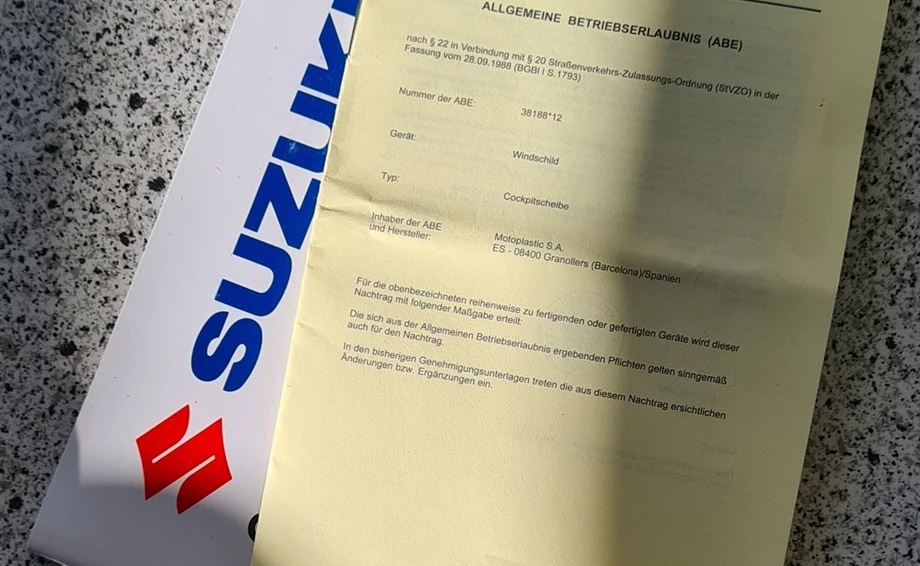 SUZUKI
ALLGEMEINE BETRIEBSERLAUBNIS (ABE)
nach § 22 in Verbindung mit § 20 Straßenverkehrs-Zulassungs-Ordnung (StVZO) in der
Fassung vom 28.09.1988 (BGBl I S.1793)
Nummer der ABE: 38188*12
Gerät: Windschild
Typ: Cockpitscheibe
Inhaber der ABE
und Hersteller: Motoplastic S.A.
ES - 08400 Granollers (Barcelona)/Spanien
Für die obenbezeichneten reihenweise zu fertigenden oder gefertigten Geräte wird dieser
Nachtrag mit folgender Maßgabe erteilt:
Die sich aus der Allgemeinen Betriebserlaubnis ergebenden Pflichten gelten sinngemäß
auch für den Nachtrag.
In den bisherigen Genehmigungsunterlagen treten die aus diesem Nachtrag ersichtlichen
Änderungen bzw. Ergänzungen ein.